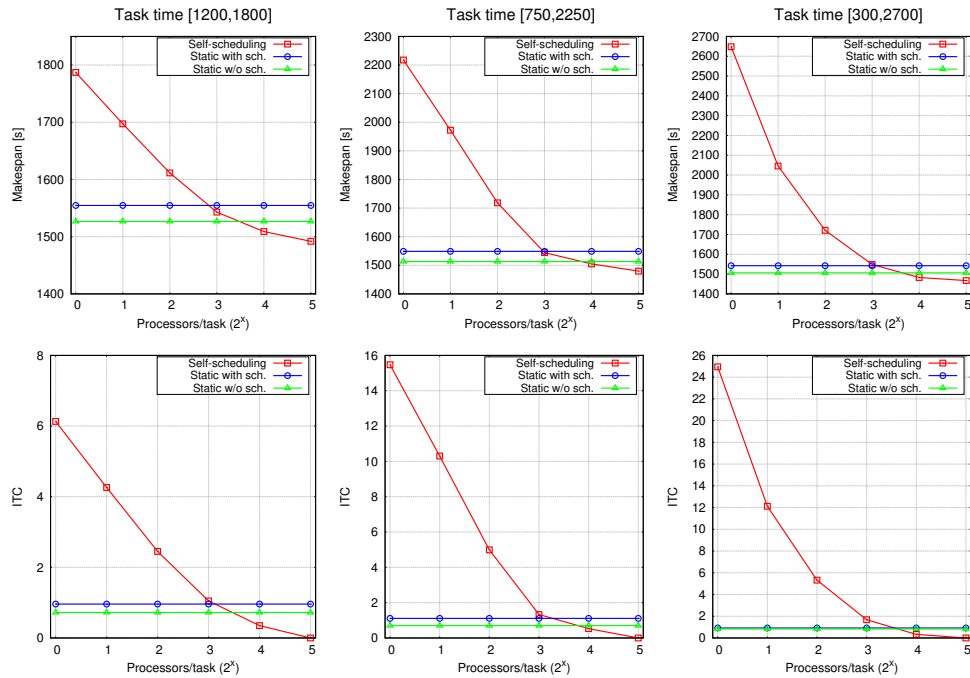 Task time [1200,1800]
Task time [750,2250]
Task time [300,2700]
Self-scheduling
Static with sch.
Static w/o sch.
1800
1700
1600
1500
1400
Makespan [s]
0 1 2 3 4 5
Processors/task (2^x)
Self-scheduling
Static with sch.
Static w/o sch.
2300
2200
2100
2000
1900
1800
1700
1600
1500
1400
Makespan [s]
0 1 2 3 4 5
Processors/task (2^x)
Self-scheduling
Static with sch.
Static w/o sch.
2700
2600
2500
2400
2300
2200
2100
2000
1900
1800
1700
1600
1500
1400
Makespan [s]
0 1 2 3 4 5
Processors/task (2^x)
Self-scheduling
Static with sch.
Static w/o sch.
8
6
4
2
0
ITC
0 1 2 3 4 5
Processors/task (2^x)
Self-scheduling
Static with sch.
Static w/o sch.
16
14
12
10
8
6
4
2
0
ITC
0 1 2 3 4 5
Processors/task (2^x)
Self-scheduling
Static with sch.
Static w/o sch.
26
24
22
20
18
16
14
12
10
8
6
4
2
0
ITC
0 1 2 3 4 5
Processors/task (2^x)